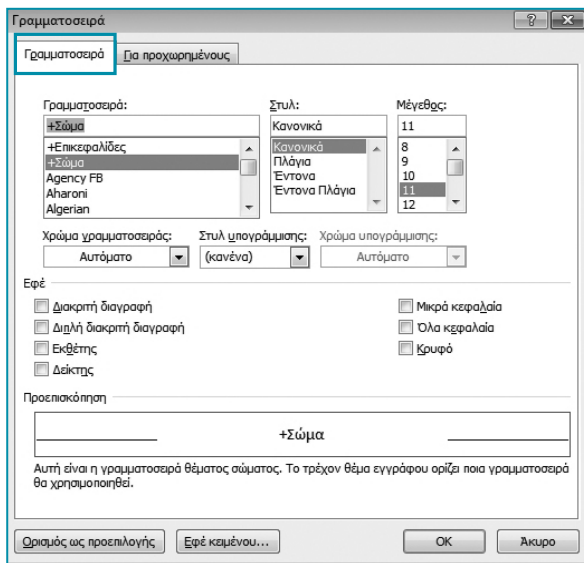 Γραμματοσειρά
Γραμματοσειρά Για προχωρημένους
Γραμματοσειρά: Στυλ: Μέγεθος:
+Σώμα Κανονικά 11
+Επικεφαλίδες Κανονικά 8
+Σώμα Πλάγια 9
Agency FB Έντονα 10
Aharoni Έντονα Πλάγια 11
Algerian 12
Χρώμα γραμματοσειράς: Στυλ υπογράμμισης: Χρώμα υπογράμμισης:
Αυτόματο (κανένα) Αυτόματο
Εφέ
Διακριτή διαγραφή Μικρά κεφαλαία
Διπλή διακριτή διαγραφή Όλα κεφαλαία
Εκθέτης Κρυφό
Δείκτης
Προεπισκόπηση
+Σώμα
Αυτή είναι η γραμματοσειρά θέματος σώματος. Το τρέχον θέμα εγγράφου ορίζει ποια γραμματοσειρά
θα χρησιμοποιηθεί.
Ορισμός ως προεπιλογής Εφέ κειμένου... OK Άκυρο